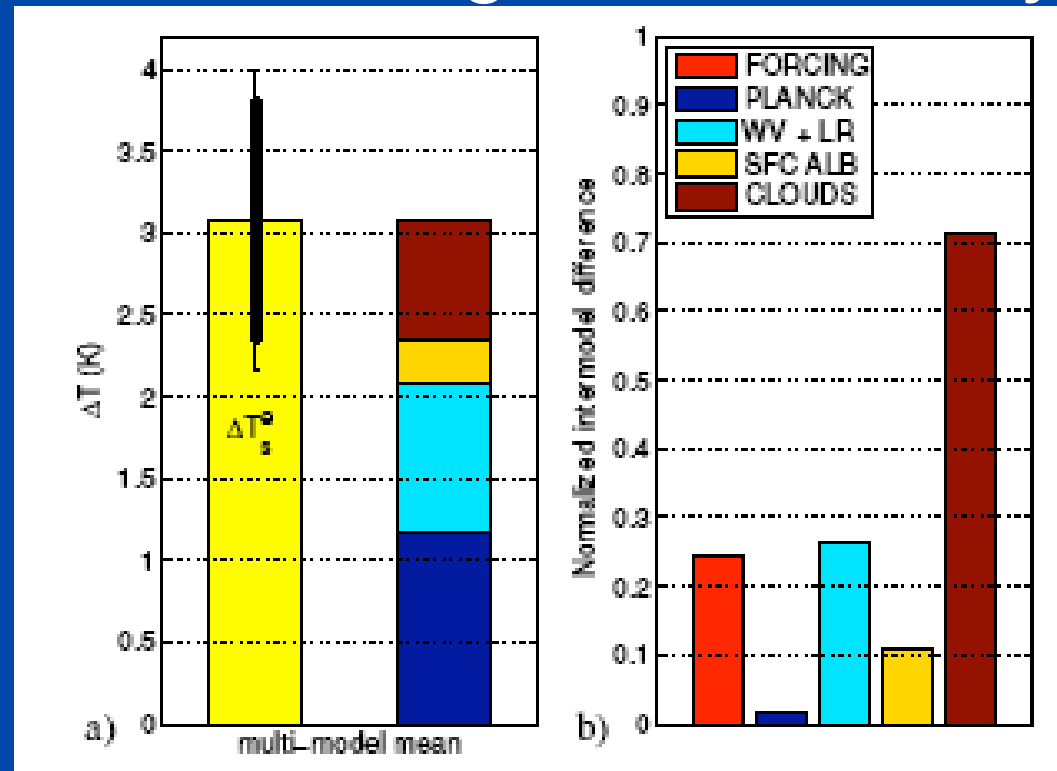 4
3.5
3
2.5
2
1.5
1
0.5
0
ΔT (K)
ΔTₛᵉ
a)
multi–model mean
1
0.9
0.8
0.7
0.6
0.5
0.4
0.3
0.2
0.1
0
Normalized intermodel difference
FORCING
PLANCK
WV + LR
SFC ALB
CLOUDS
b)